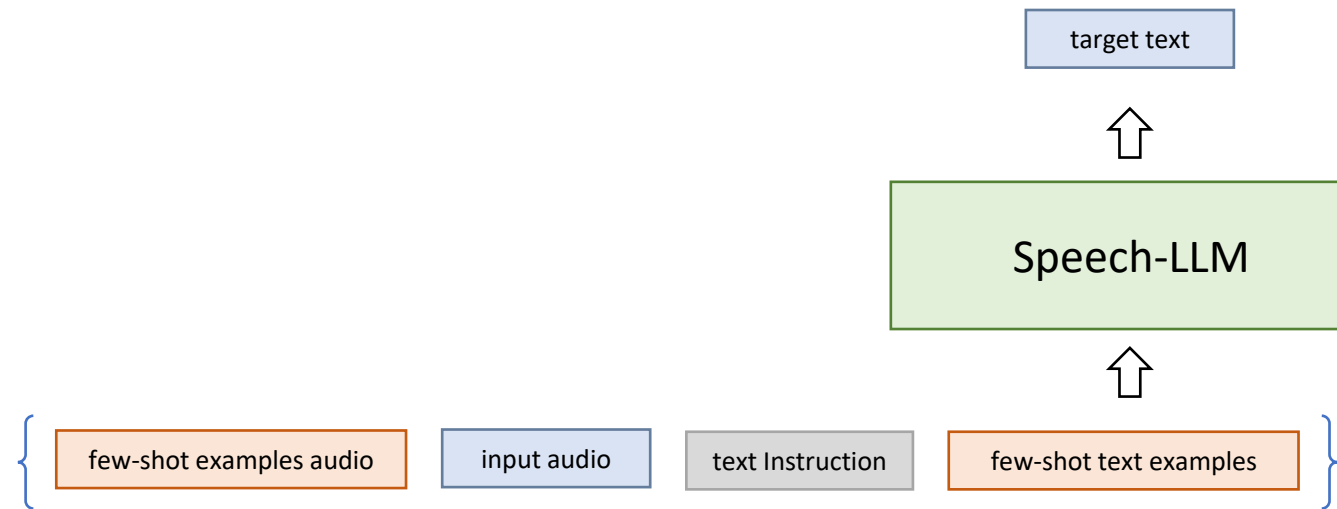 target text
Speech-LLM
few-shot examples audio
input audio
text Instruction
few-shot text examples